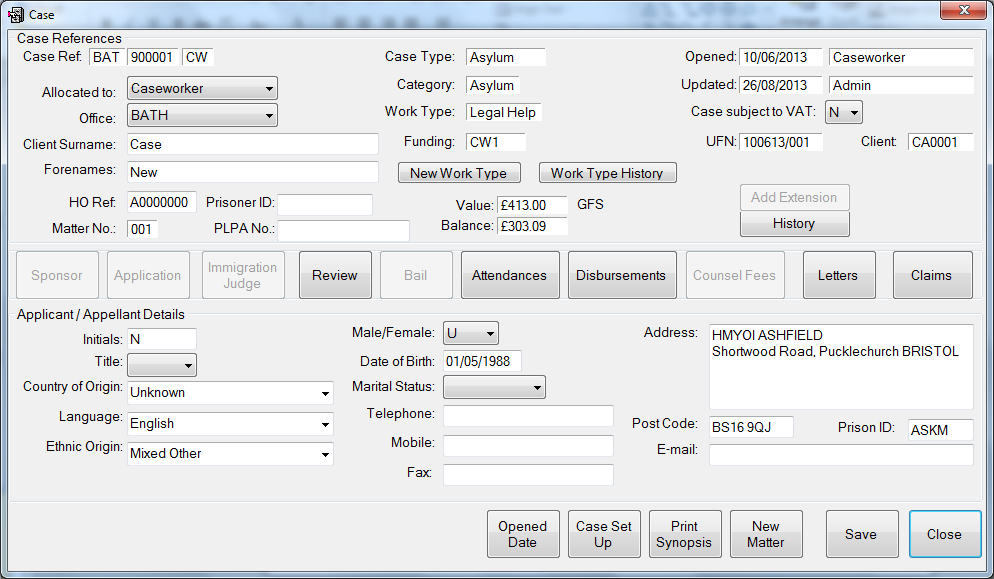 Case
Case References
Case Ref: BAT 900001 CW Case Type: Asylum Opened: 10/06/2013 Caseworker
Allocated to: Caseworker Category: Asylum Updated: 26/08/2013 Admin
Office: BATH Work Type: Legal Help Case subject to VAT: N
Client Surname: Case Funding: CW1 UFN: 100613/001 Client: CA0001
Forenames: New New Work Type Work Type History
HO Ref: A0000000 Prisoner ID: Value: £413.00 GFS Add Extension
Matter No.: 001 PLPA No.: Balance: £303.09 History
Sponsor Application Immigration Judge Review Bail Attendances Disbursements Counsel Fees Letters Claims
Applicant / Appellant Details
Initials: N Male/Female: U Address: HMYOI ASHFIELD
Shortwood Road, Pucklechurch BRISTOL
Title: Date of Birth: 01/05/1988
Country of Origin: Unknown Marital Status:
Language: English Telephone: Post Code: BS16 9QJ Prison ID: ASKM
Ethnic Origin: Mixed Other Mobile: E-mail:
Fax:
Opened Date Case Set Up Print Synopsis New Matter Save Close